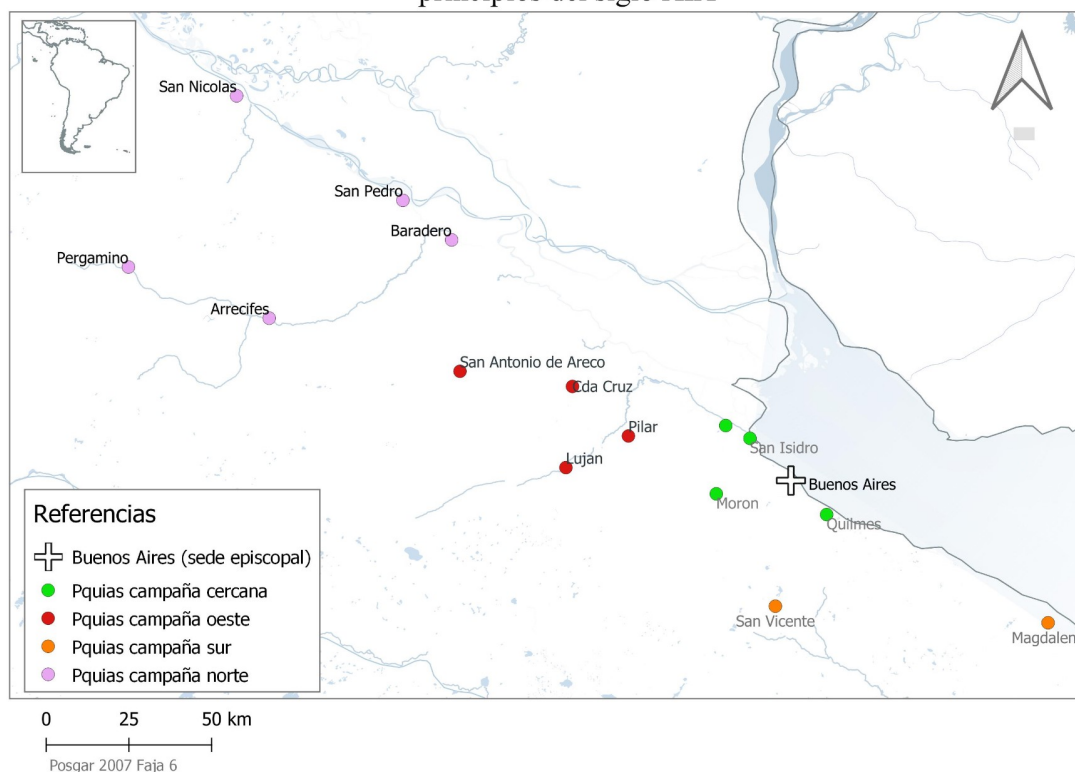 San Nicolas
San Pedro
Baradero
Pergamino
Arrecifes
San Antonio de Areco
Cda Cruz
Pilar
San Isidro
Lujan
Buenos Aires
Moron
Quilmes
San Vicente
Magdalen
Referencias
Buenos Aires (sede episcopal)
Pquias campaña cercana
Pquias campaña oeste
Pquias campaña sur
Pquias campaña norte
0 25 50 km
Posgar 2007 Faja 6